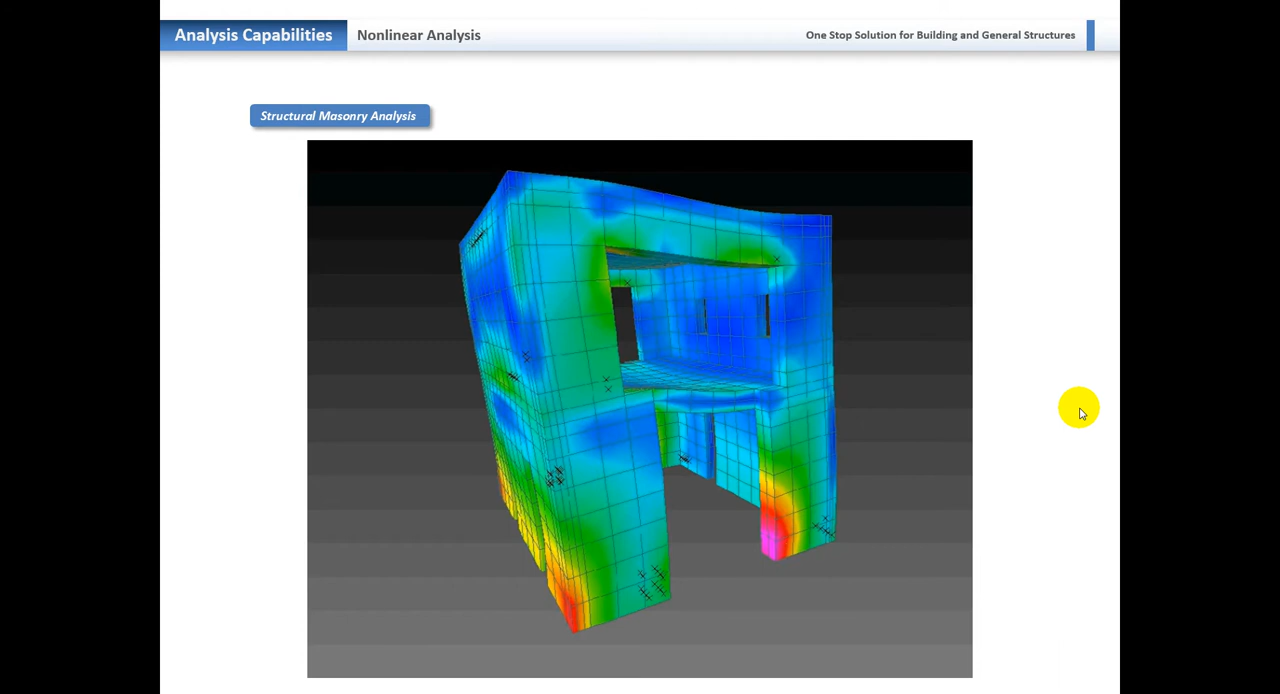 Analysis Capabilities
Nonlinear Analysis
One Stop Solution for Building and General Structures
Structural Masonry Analysis